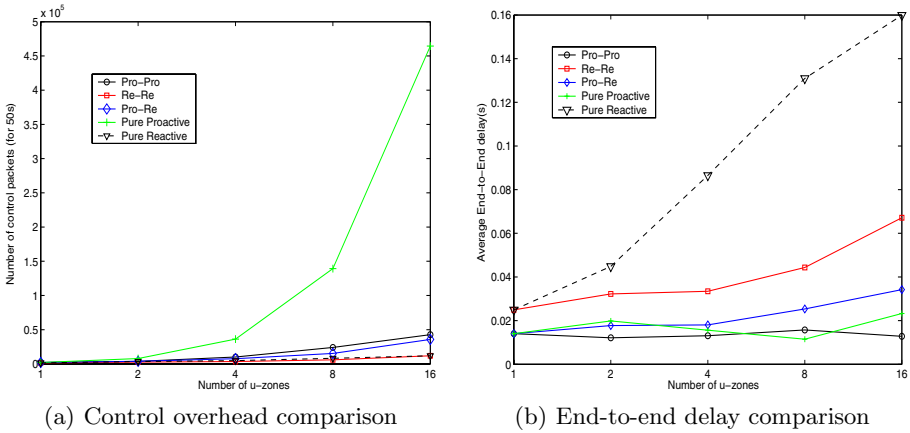 x 10^5
5
4.5
4
3.5
3
2.5
2
1.5
1
0.5
0
Number of control packets (for 50s)
Pro-Pro
Re-Re
Pro-Re
Pure Proactive
Pure Reactive
1 2 4 8 16
Number of u-zones
(a) Control overhead comparison
0.16
0.14
0.12
0.1
0.08
0.06
0.04
0.02
0
Average End-to-End delay(s)
Pro-Pro
Re-Re
Pro-Re
Pure Proactive
Pure Reactive
1 2 4 8 16
Number of u-zones
(b) End-to-end delay comparison